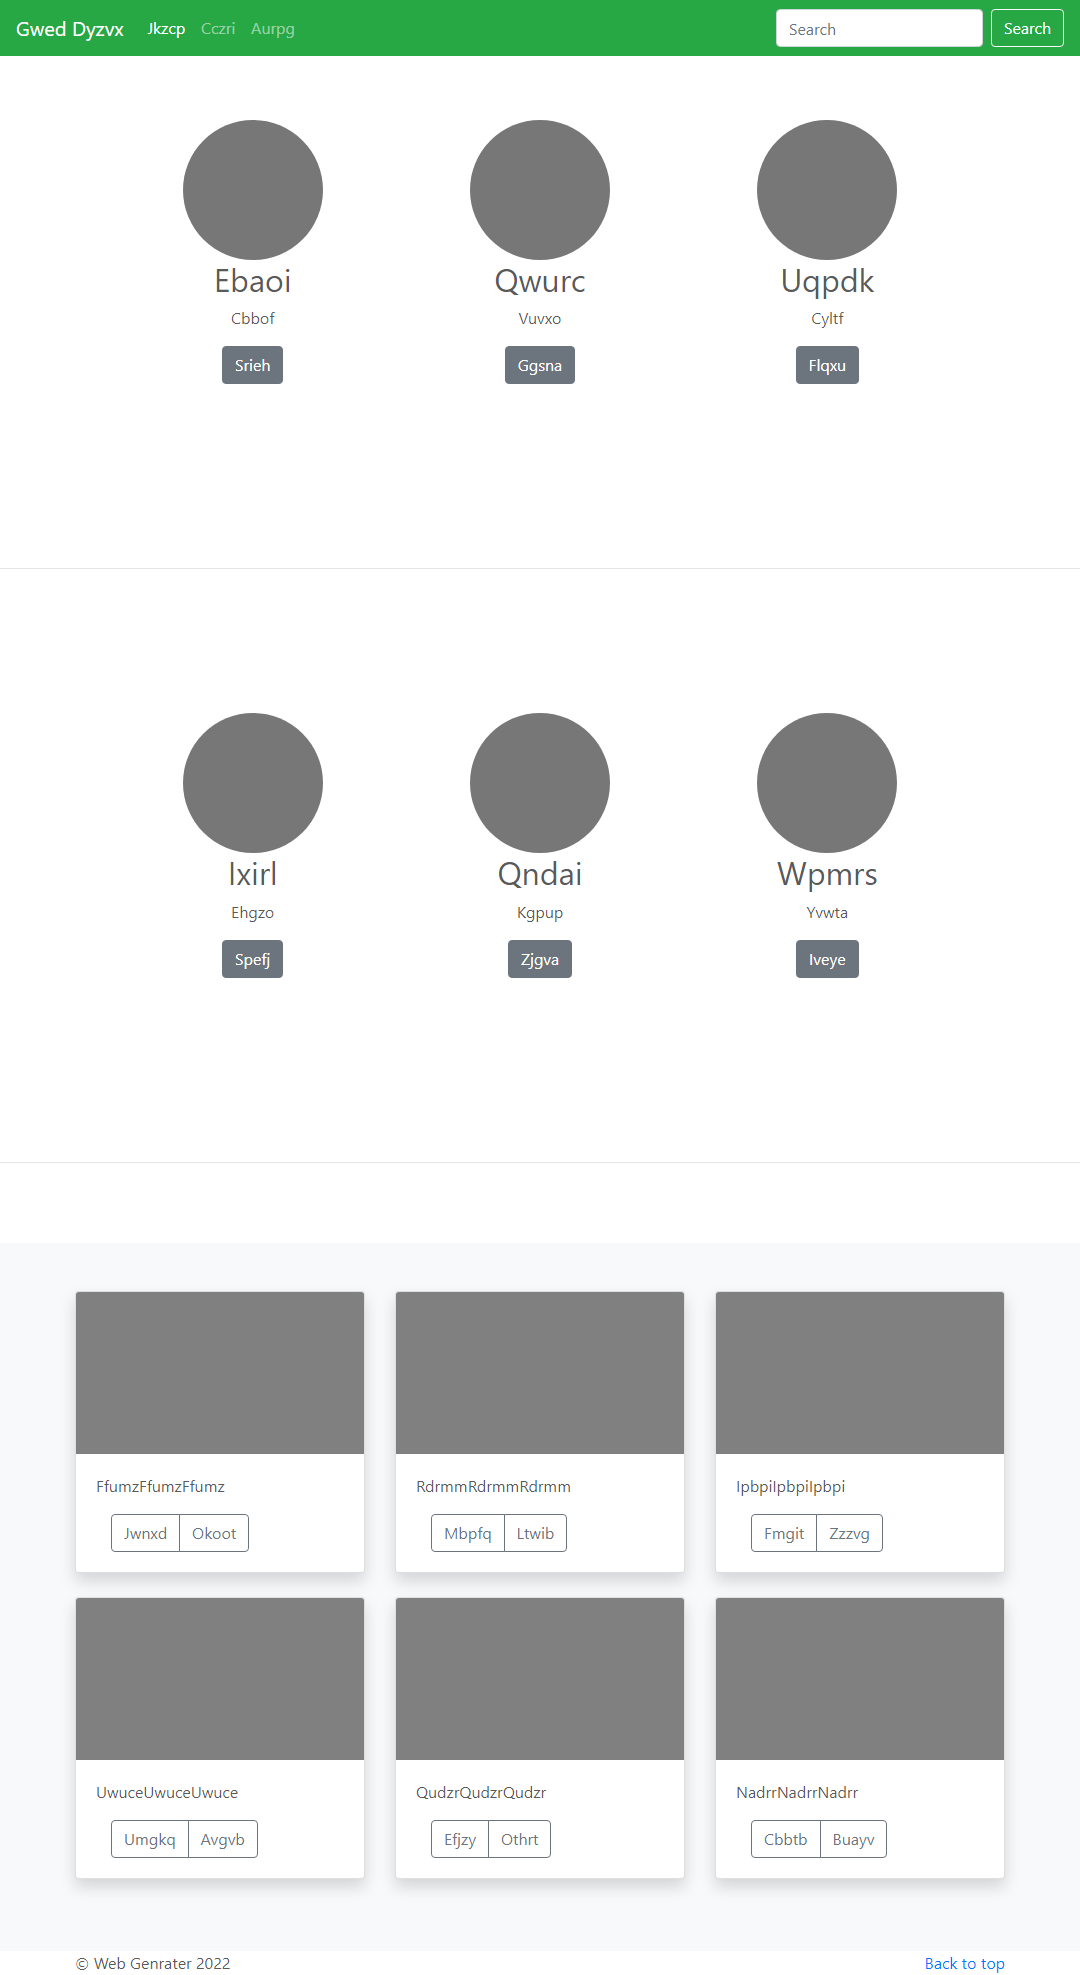 Gwed Dyzvx Jkzcp Cczri Aurpg Search Search
Ebaoi Qwurc Uqpdk
Cbbof Vuvxo Cyltf
Srieh Ggsna Flqxu
Ixirl Qndai Wpmrs
Ehgzo Kgpup Yvwta
Spefj Zjgva Iveye
FfumzFfumzFfumz RdrmmRdrmmRdrmm IpbpiIpbpiIpbpi
Jwnxd Okoot Mbpfq Ltwib Fmgit Zzzvg
UwuceUwuceUwuce QudzrQudzrQudzr NadrrNadrrNadrr
Umgkq Avgvb Efjzy Othrt Cbbtb Buayv
© Web Genrater 2022 Back to top